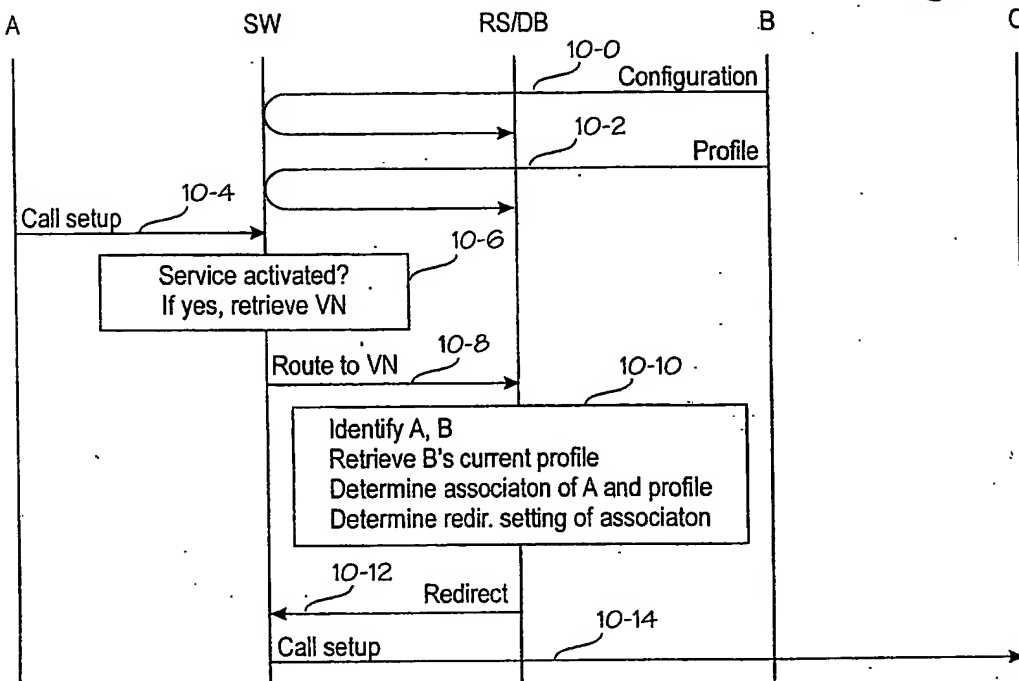 A SW RS/DB B C
10-0
Configuration
10-2
Profile
10-4
Call setup
10-6
Service activated?
If yes, retrieve VN
10-8
Route to VN
10-10
Identify A, B
Retrieve B's current profile
Determine associaton of A and profile
Determine redir. setting of associaton
10-12
Redirect
10-14
Call setup